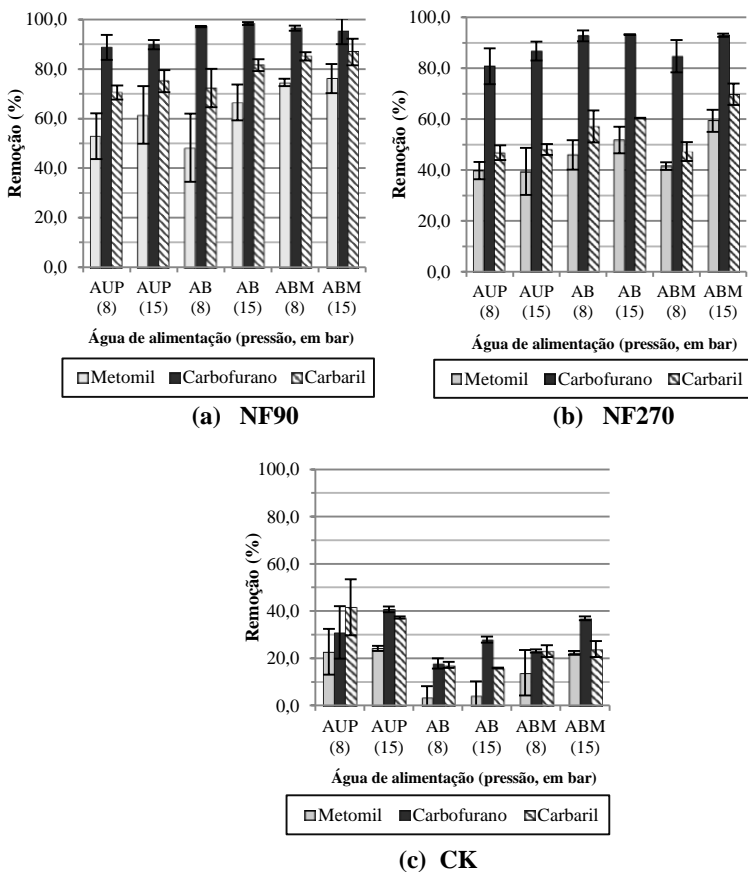 Remoção (%)
100,0
80,0
60,0
40,0
20,0
0,0
AUP (8)
AUP (15)
AB (8)
AB (15)
ABM (8)
ABM (15)
Água de alimentação (pressão, em bar)
Metomil Carbofurano Carbaril
(a) NF90
Remoção (%)
100,0
80,0
60,0
40,0
20,0
0,0
AUP (8)
AUP (15)
AB (8)
AB (15)
ABM (8)
ABM (15)
Água de alimentação (pressão, em bar)
Metomil Carbofurano Carbaril
(b) NF270
Remoção (%)
100,0
80,0
60,0
40,0
20,0
0,0
AUP (8)
AUP (15)
AB (8)
AB (15)
ABM (8)
ABM (15)
Água de alimentação (pressão, em bar)
Metomil Carbofurano Carbaril
(c) CK